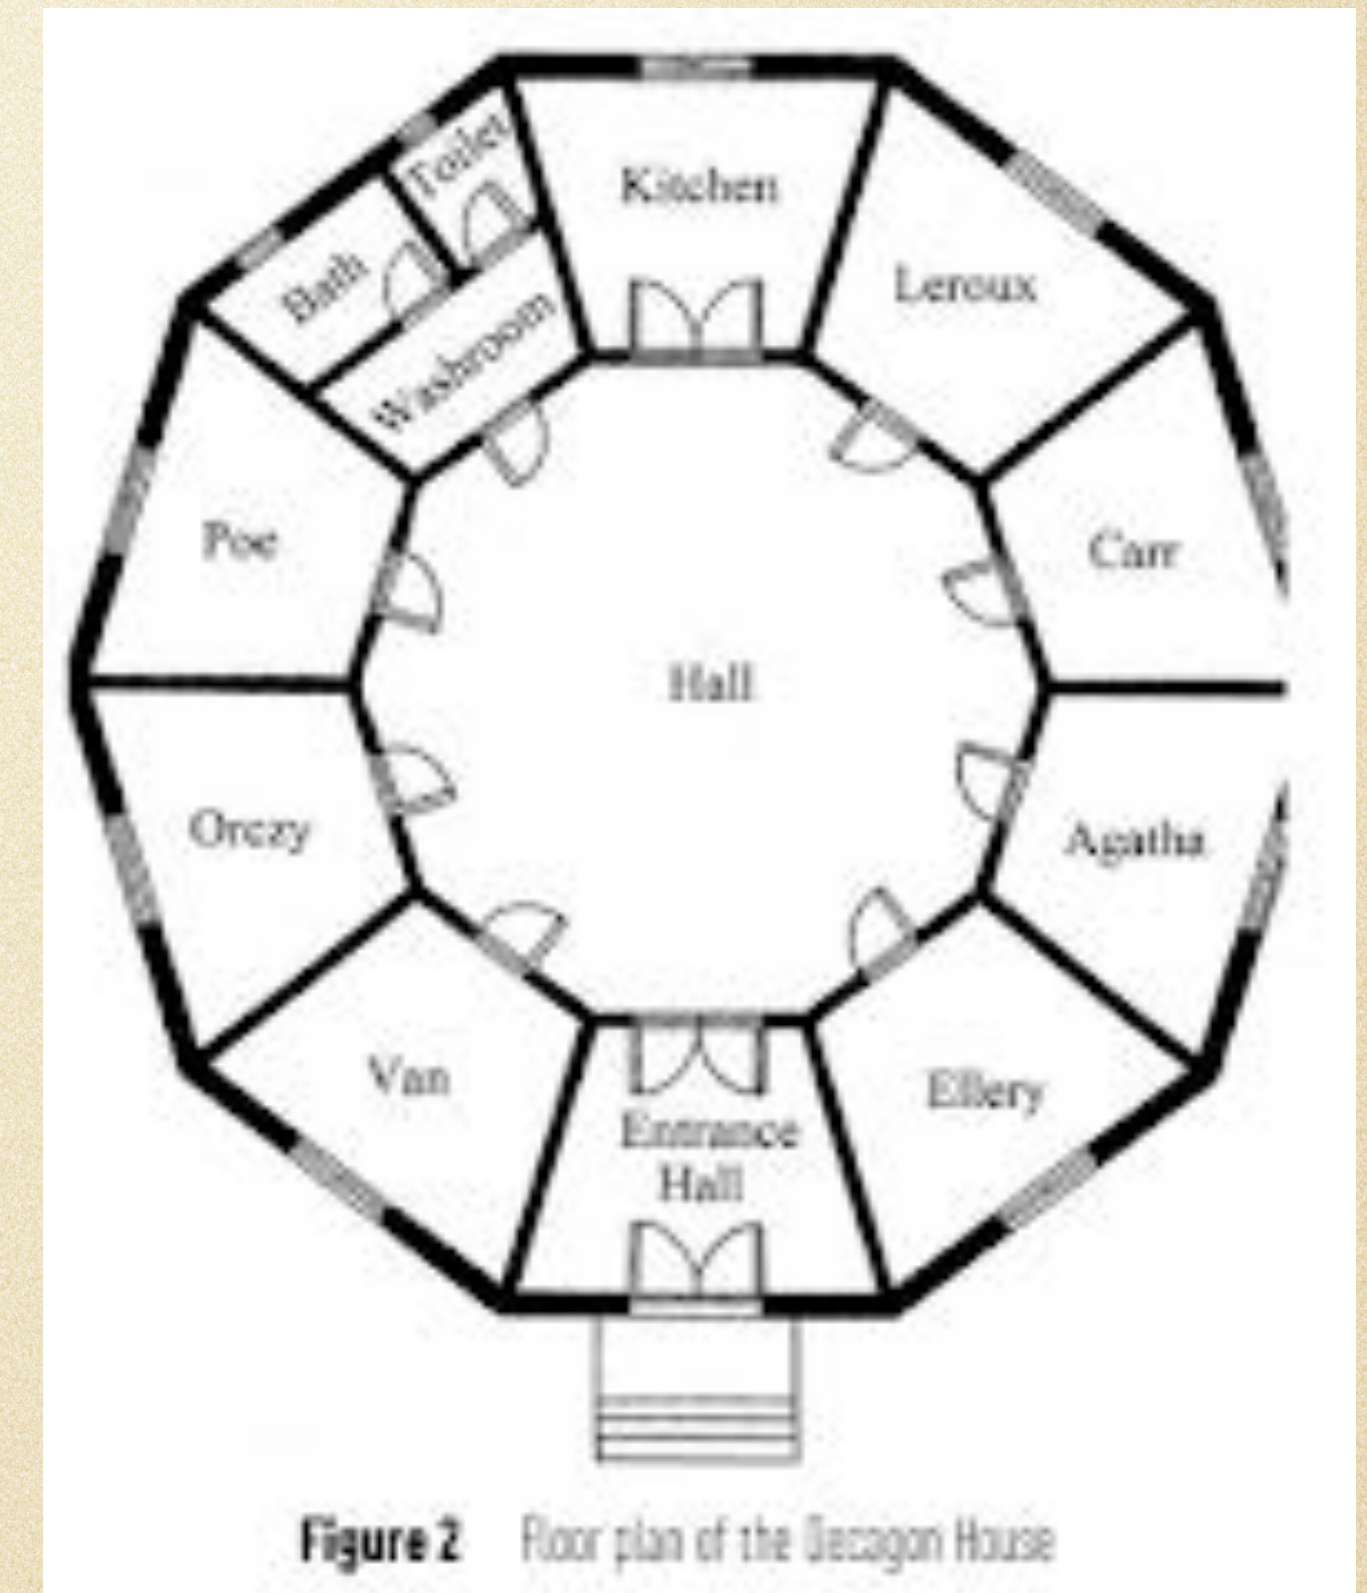 Kitchen
Toilet
Bath
Washroom
Leroux
Poe
Carr
Hall
Orczy
Agatha
Van
Ellery
Entrance
Hall
Figure 2 Floor plan of the Decagon House